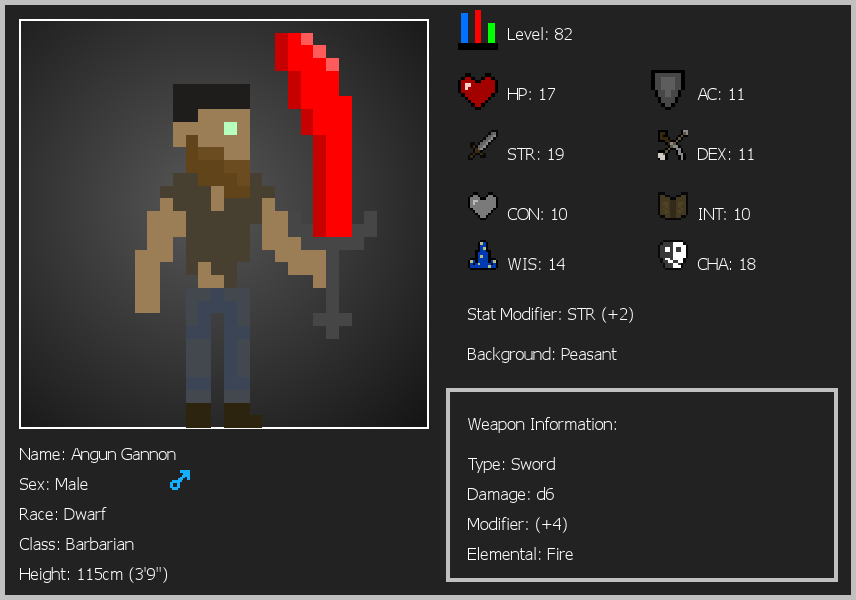 Level: 82
HP: 17
AC: 11
STR: 19
DEX: 11
CON: 10
INT: 10
WIS: 14
CHA: 18
Stat Modifier: STR (+2)
Background: Peasant
Weapon Information:
Type: Sword
Damage: d6
Modifier: (+4)
Elemental: Fire
Name: Angun Gannon
Sex: Male
Race: Dwarf
Class: Barbarian
Height: 115cm (3'9")